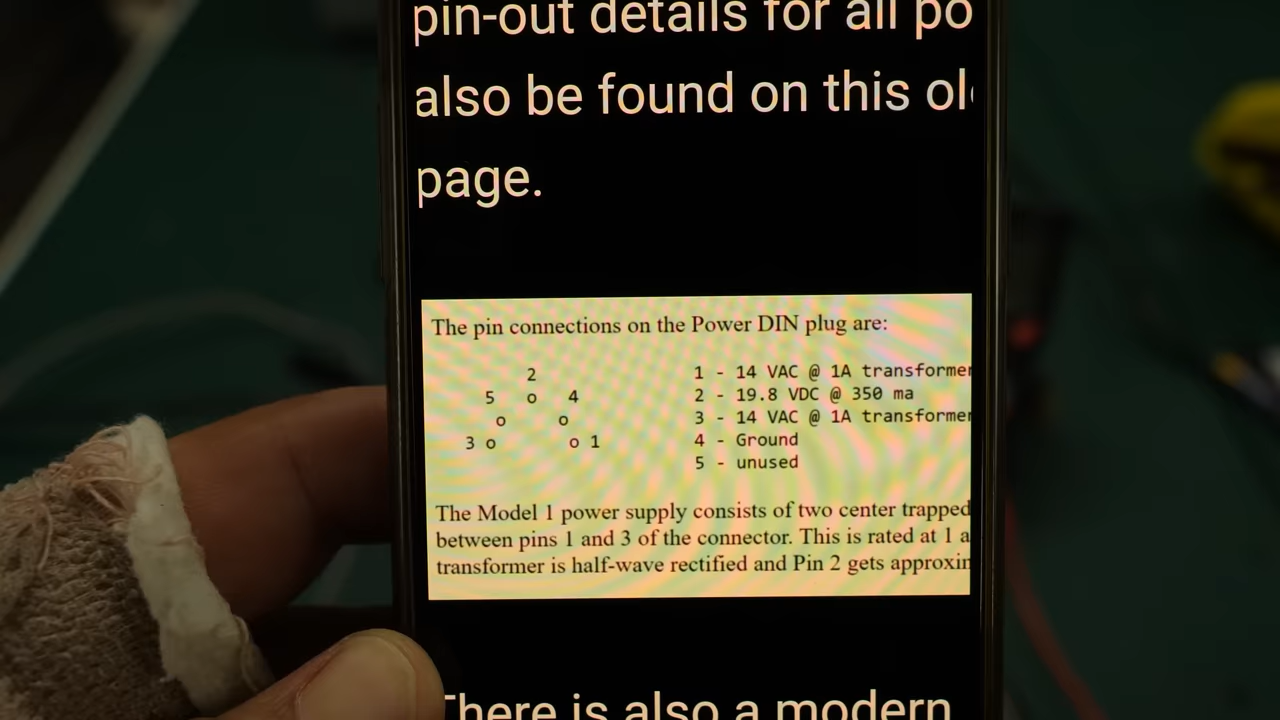 pin-out details for all po
also be found on this ol
page.
The pin connections on the Power DIN plug are:
2
5 o 4
o o
3 o o 1
1 - 14 VAC @ 1A transformer
2 - 19.8 VDC @ 350 ma
3 - 14 VAC @ 1A transformer
4 - Ground
5 - unused
The Model 1 power supply consists of two center trapped
between pins 1 and 3 of the connector. This is rated at 1 a
transformer is half-wave rectified and Pin 2 gets approxin
There is also a modern